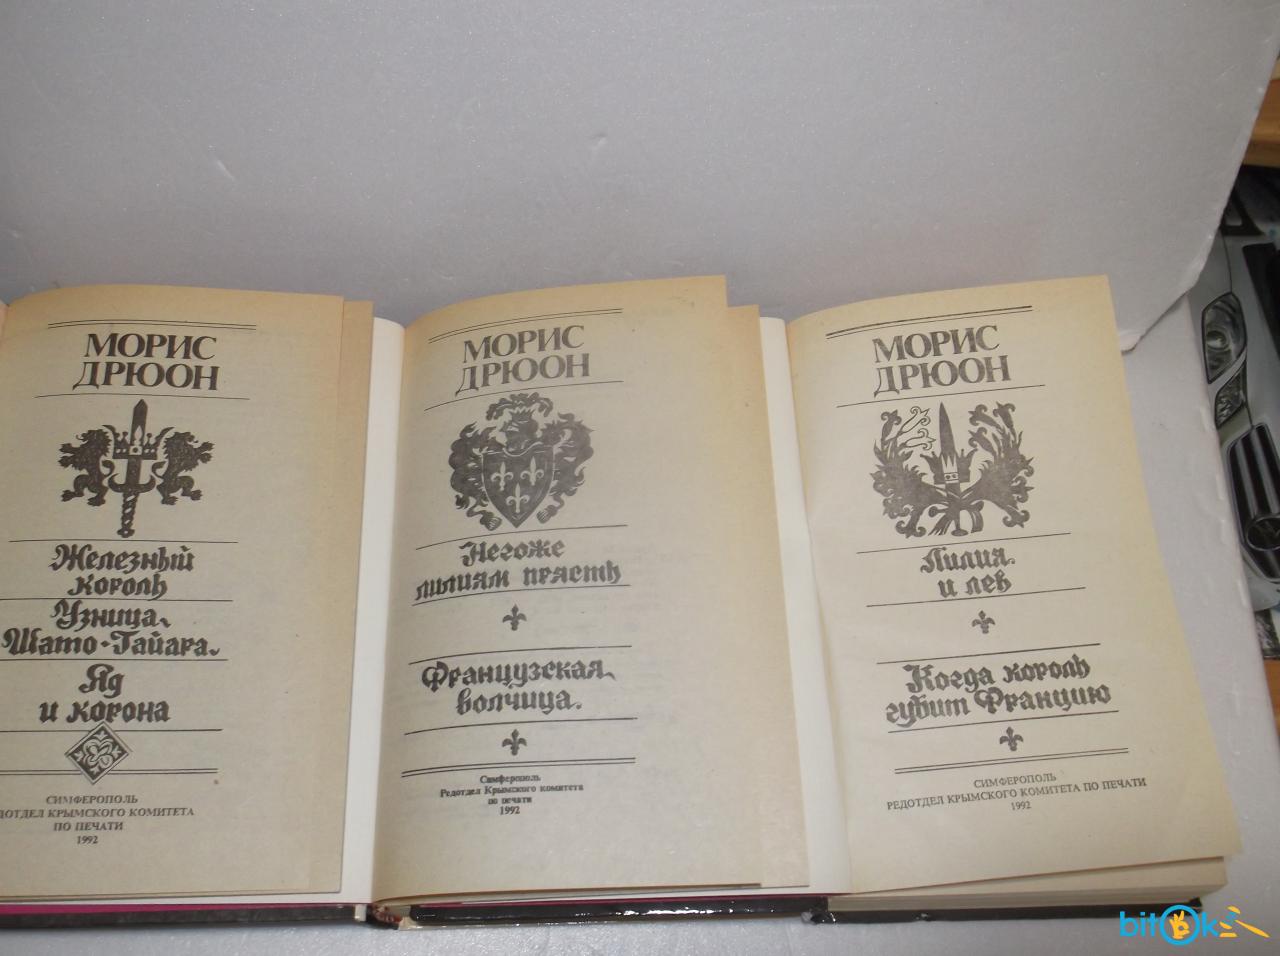 МОРИС
ДРЮОН
Железный
король
Узница
Шато-Гайара
Яд
и корона
СИМФЕРОПОЛЬ
РЕДОТДЕЛ КРЫМСКОГО КОМИТЕТА
ПО ПЕЧАТИ
1992
МОРИС
ДРЮОН
Негоже
лилиям прясть
Французская
волчица
Симферополь
Редотдел Крымского комитета
по печати
1992
МОРИС
ДРЮОН
Лилия
и лев
Когда король
губит Францию
СИМФЕРОПОЛЬ
РЕДОТДЕЛ КРЫМСКОГО КОМИТЕТА ПО ПЕЧАТИ
1992
bitOk